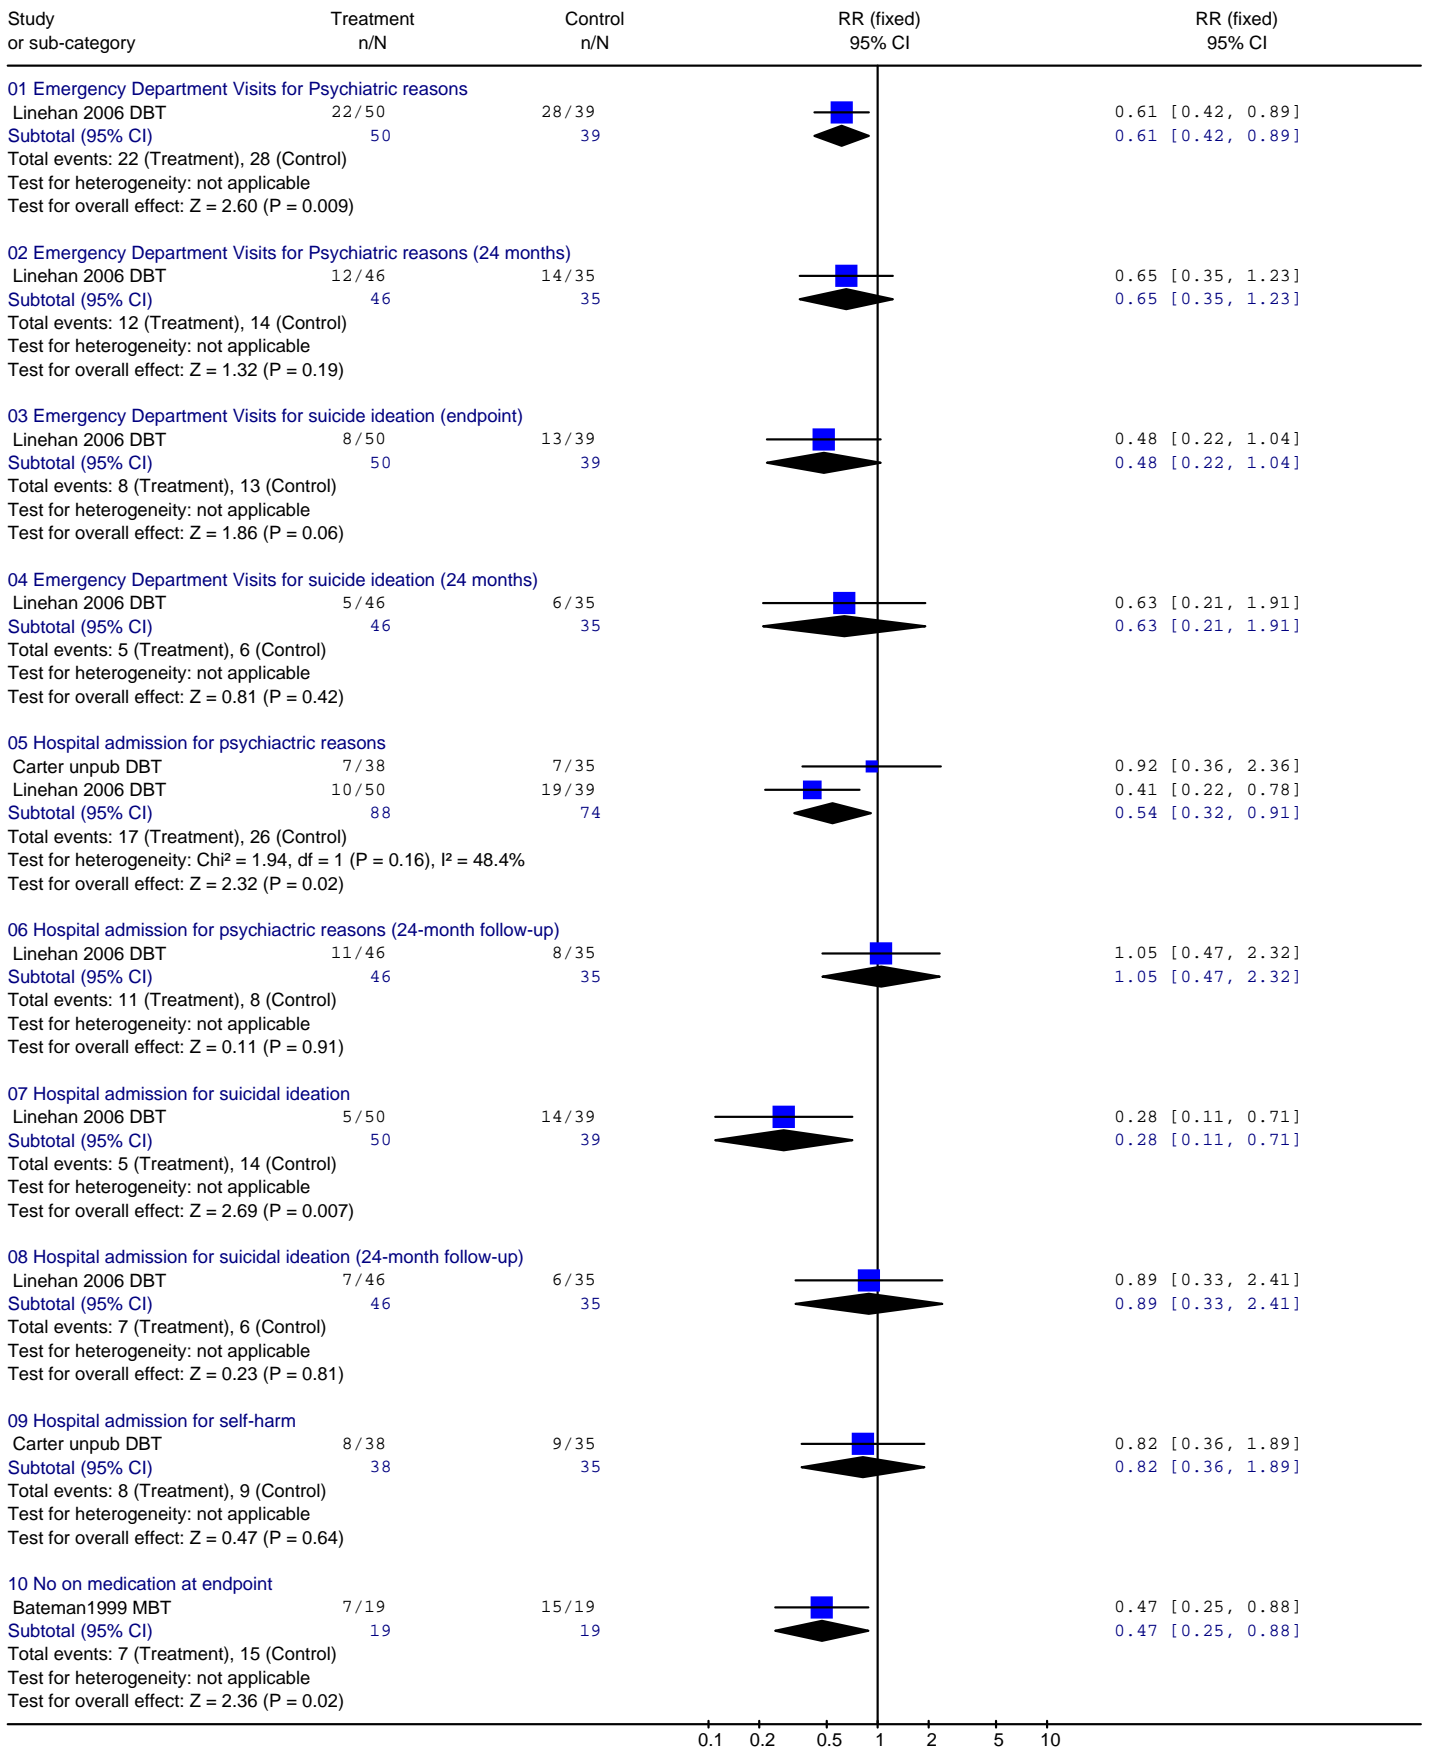 Study Treatment Control RR (fixed) RR (fixed)
or sub-category n/N n/N 95% CI 95% CI
01 Emergency Department Visits for Psychiatric reasons
Linehan 2006 DBT 22/50 28/39 0.61 [0.42, 0.89]
Subtotal (95% CI) 50 39 0.61 [0.42, 0.89]
Total events: 22 (Treatment), 28 (Control)
Test for heterogeneity: not applicable
Test for overall effect: Z = 2.60 (P = 0.009)
02 Emergency Department Visits for Psychiatric reasons (24 months)
Linehan 2006 DBT 12/46 14/35 0.65 [0.35, 1.23]
Subtotal (95% CI) 46 35 0.65 [0.35, 1.23]
Total events: 12 (Treatment), 14 (Control)
Test for heterogeneity: not applicable
Test for overall effect: Z = 1.32 (P = 0.19)
03 Emergency Department Visits for suicide ideation (endpoint)
Linehan 2006 DBT 8/50 13/39 0.48 [0.22, 1.04]
Subtotal (95% CI) 50 39 0.48 [0.22, 1.04]
Total events: 8 (Treatment), 13 (Control)
Test for heterogeneity: not applicable
Test for overall effect: Z = 1.86 (P = 0.06)
04 Emergency Department Visits for suicide ideation (24 months)
Linehan 2006 DBT 5/46 6/35 0.63 [0.21, 1.91]
Subtotal (95% CI) 46 35 0.63 [0.21, 1.91]
Total events: 5 (Treatment), 6 (Control)
Test for heterogeneity: not applicable
Test for overall effect: Z = 0.81 (P = 0.42)
05 Hospital admission for psychiactric reasons
Carter unpub DBT 7/38 7/35 0.92 [0.36, 2.36]
Linehan 2006 DBT 10/50 19/39 0.41 [0.22, 0.78]
Subtotal (95% CI) 88 74 0.54 [0.32, 0.91]
Total events: 17 (Treatment), 26 (Control)
Test for heterogeneity: Chi² = 1.94, df = 1 (P = 0.16), I² = 48.4%
Test for overall effect: Z = 2.32 (P = 0.02)
06 Hospital admission for psychiactric reasons (24-month follow-up)
Linehan 2006 DBT 11/46 8/35 1.05 [0.47, 2.32]
Subtotal (95% CI) 46 35 1.05 [0.47, 2.32]
Total events: 11 (Treatment), 8 (Control)
Test for heterogeneity: not applicable
Test for overall effect: Z = 0.11 (P = 0.91)
07 Hospital admission for suicidal ideation
Linehan 2006 DBT 5/50 14/39 0.28 [0.11, 0.71]
Subtotal (95% CI) 50 39 0.28 [0.11, 0.71]
Total events: 5 (Treatment), 14 (Control)
Test for heterogeneity: not applicable
Test for overall effect: Z = 2.69 (P = 0.007)
08 Hospital admission for suicidal ideation (24-month follow-up)
Linehan 2006 DBT 7/46 6/35 0.89 [0.33, 2.41]
Subtotal (95% CI) 46 35 0.89 [0.33, 2.41]
Total events: 7 (Treatment), 6 (Control)
Test for heterogeneity: not applicable
Test for overall effect: Z = 0.23 (P = 0.81)
09 Hospital admission for self-harm
Carter unpub DBT 8/38 9/35 0.82 [0.36, 1.89]
Subtotal (95% CI) 38 35 0.82 [0.36, 1.89]
Total events: 8 (Treatment), 9 (Control)
Test for heterogeneity: not applicable
Test for overall effect: Z = 0.47 (P = 0.64)
10 No on medication at endpoint
Bateman1999 MBT 7/19 15/19 0.47 [0.25, 0.88]
Subtotal (95% CI) 19 19 0.47 [0.25, 0.88]
Total events: 7 (Treatment), 15 (Control)
Test for heterogeneity: not applicable
Test for overall effect: Z = 2.36 (P = 0.02)
0.1 0.2 0.5 1 2 5 10